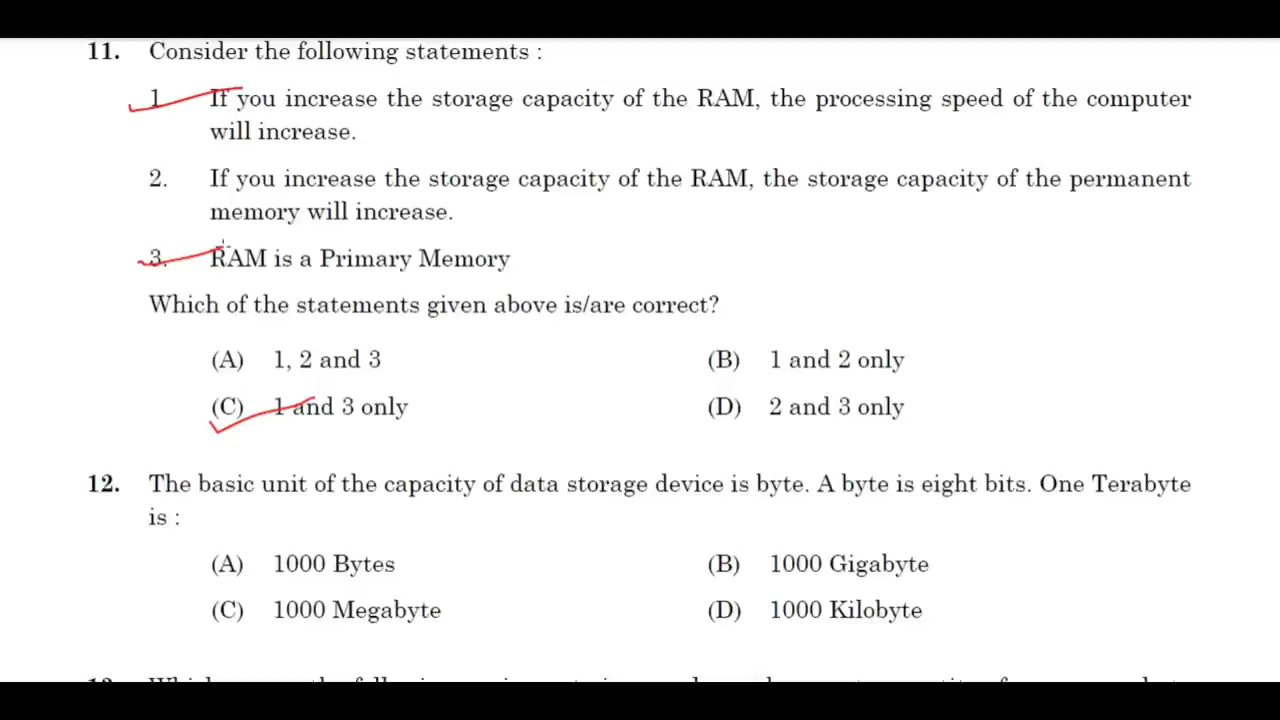 11. Consider the following statements :
1 If you increase the storage capacity of the RAM, the processing speed of the computer
will increase.
2. If you increase the storage capacity of the RAM, the storage capacity of the permanent
memory will increase.
3. RAM is a Primary Memory
Which of the statements given above is/are correct?
(A) 1, 2 and 3 (B) 1 and 2 only
(C) 1 and 3 only (D) 2 and 3 only
12. The basic unit of the capacity of data storage device is byte. A byte is eight bits. One Terabyte
is :
(A) 1000 Bytes (B) 1000 Gigabyte
(C) 1000 Megabyte (D) 1000 Kilobyte